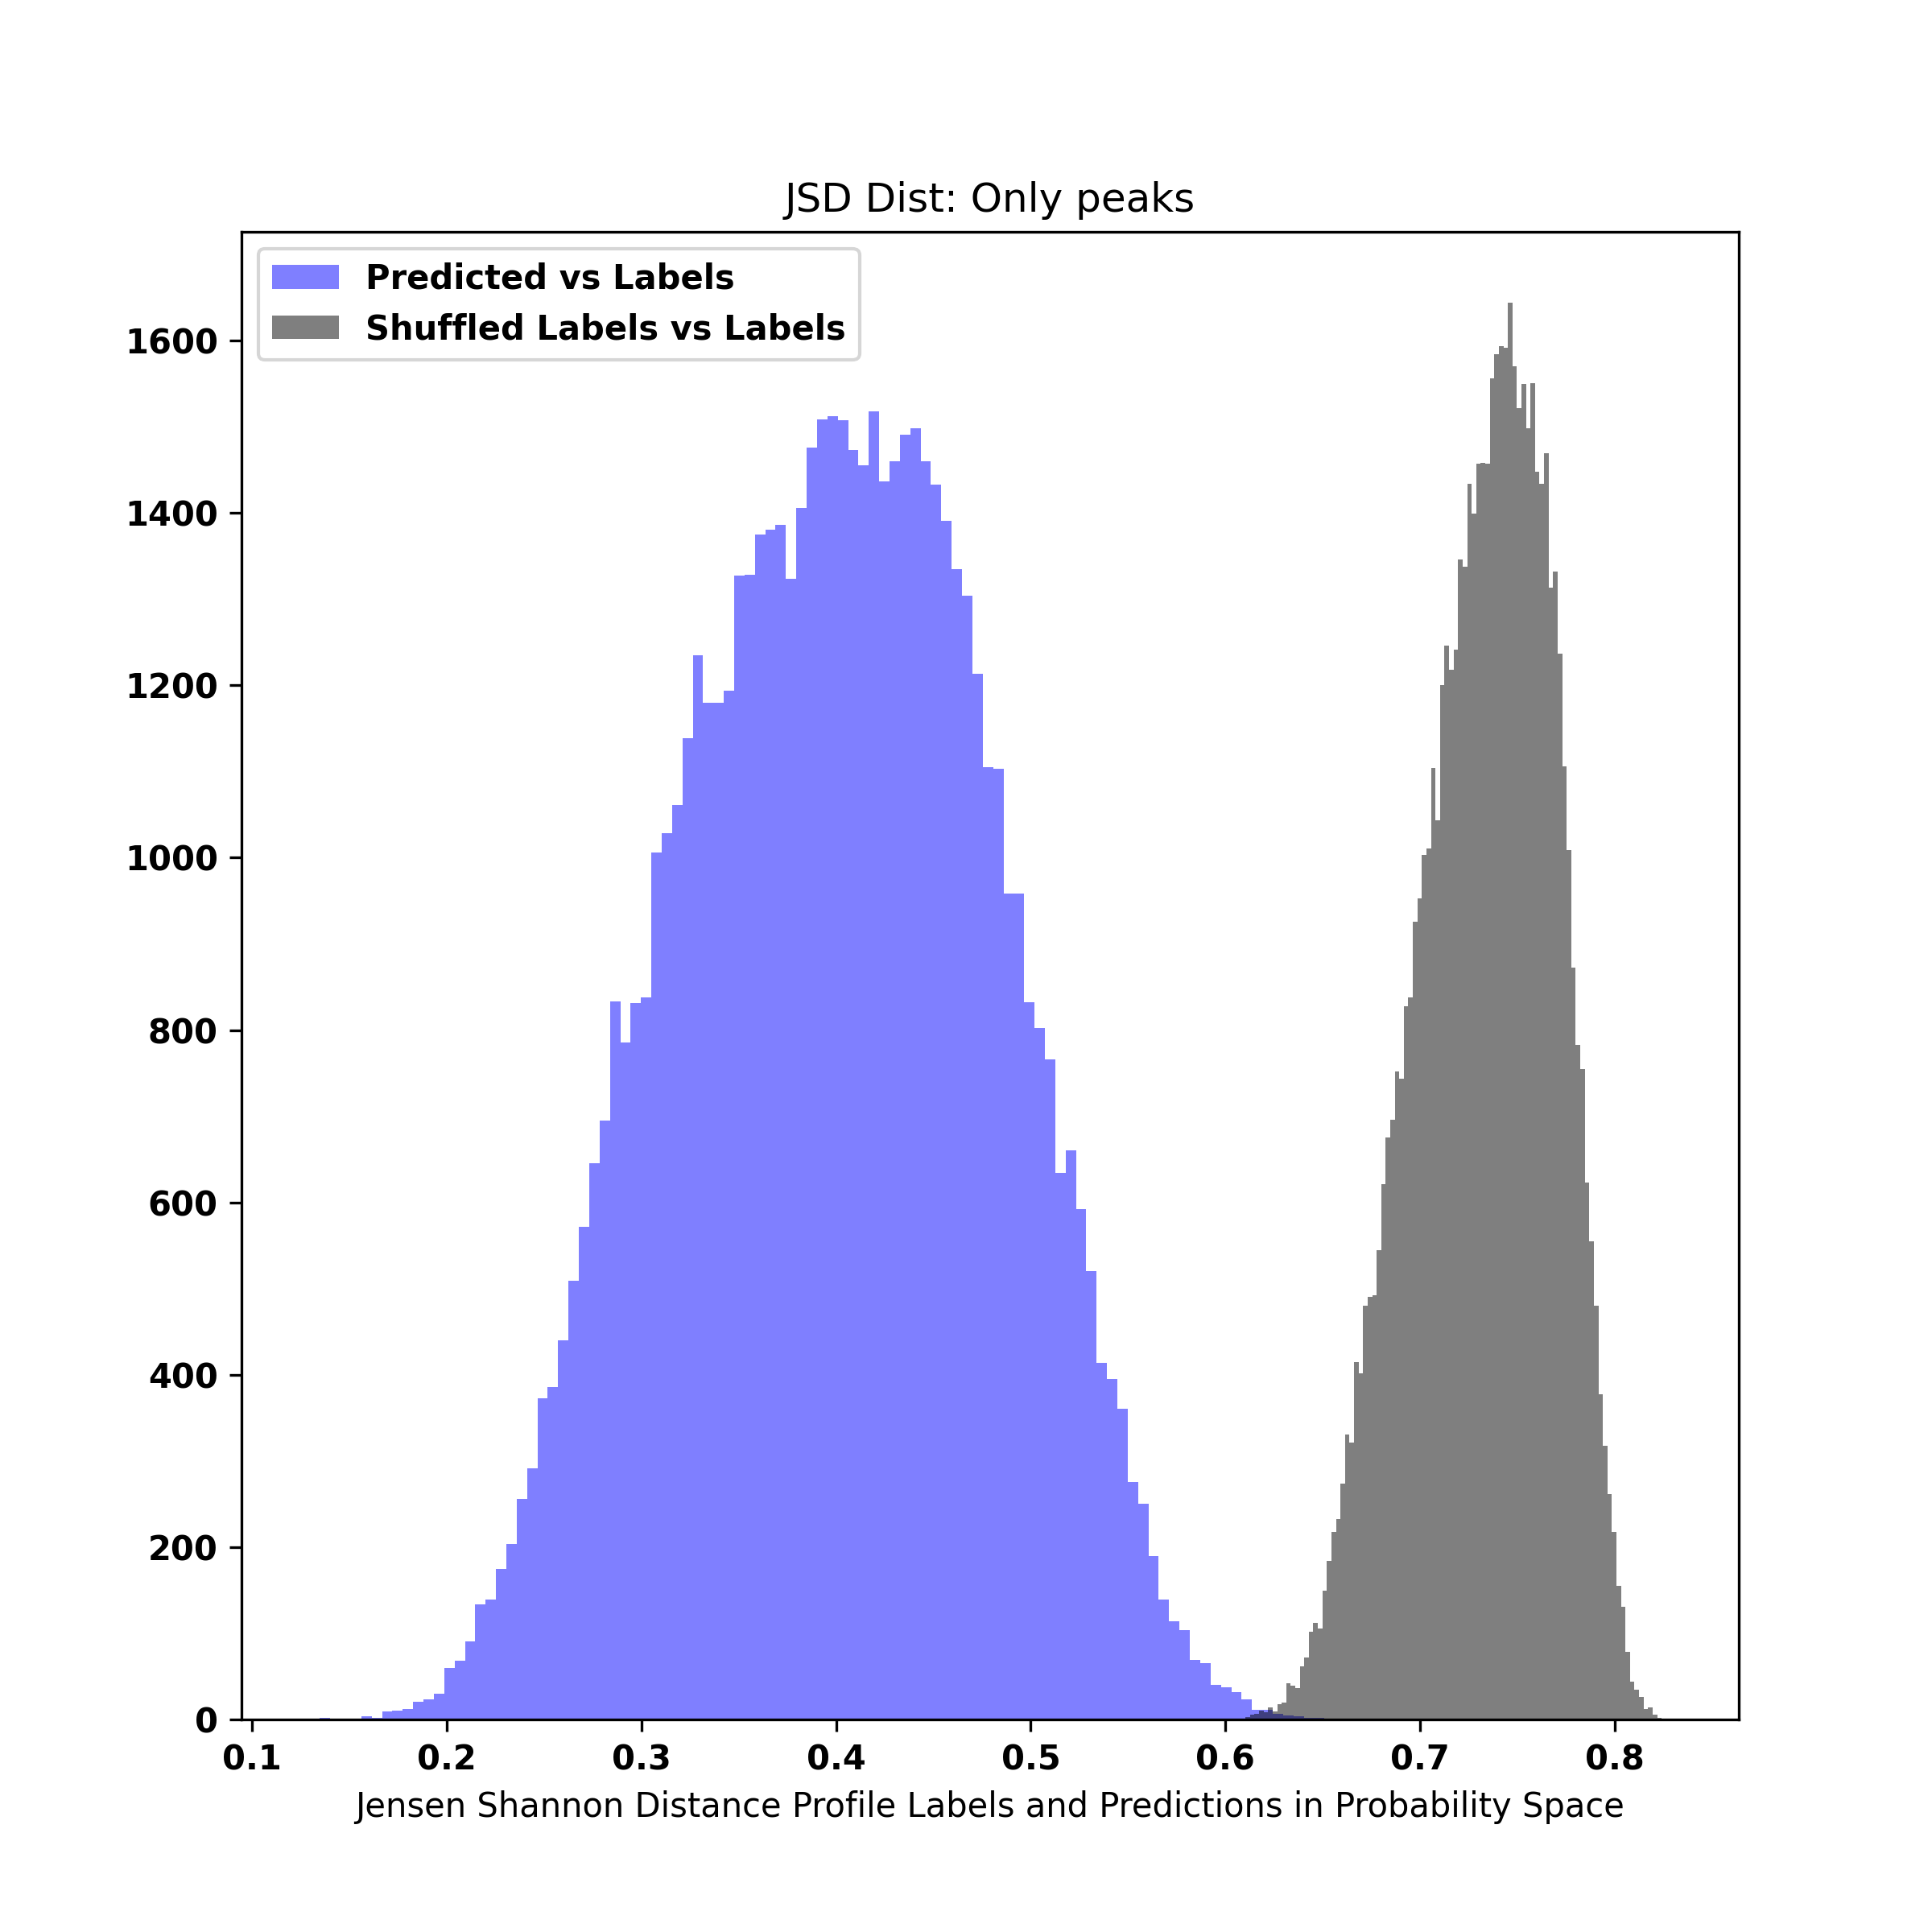 JSD Dist: Only peaks
Predicted vs Labels
Shuffled Labels vs Labels
1600
1400
1200
1000
800
600
400
200
0
0.1 0.2 0.3 0.4 0.5 0.6 0.7 0.8
Jensen Shannon Distance Profile Labels and Predictions in Probability Space